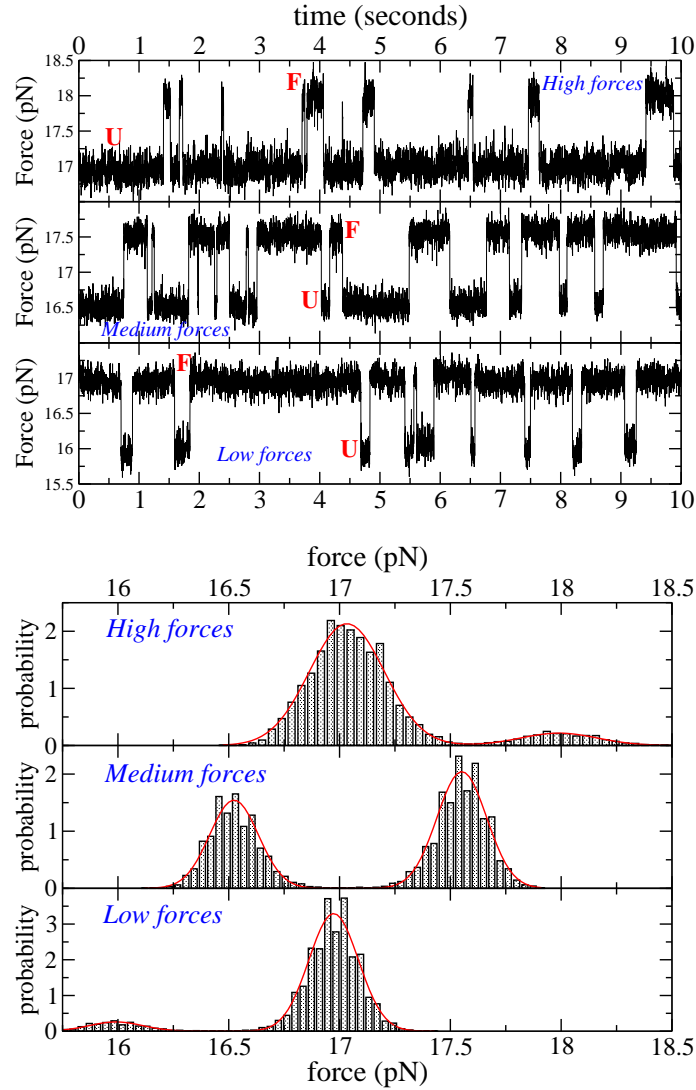 time (seconds)
0 1 2 3 4 5 6 7 8 9 10
18.5
18
17.5
17
Force (pN)
U
F
High forces
17.5
17
16.5
Force (pN)
F
U
Medium forces
17
16.5
16
15.5
Force (pN)
F
U
Low forces
0 1 2 3 4 5 6 7 8 9 10
force (pN)
16 16.5 17 17.5 18 18.5
2
1
0
probability
High forces
2
1
0
probability
Medium forces
3
2
1
0
probability
Low forces
16 16.5 17 17.5 18 18.5
force (pN)